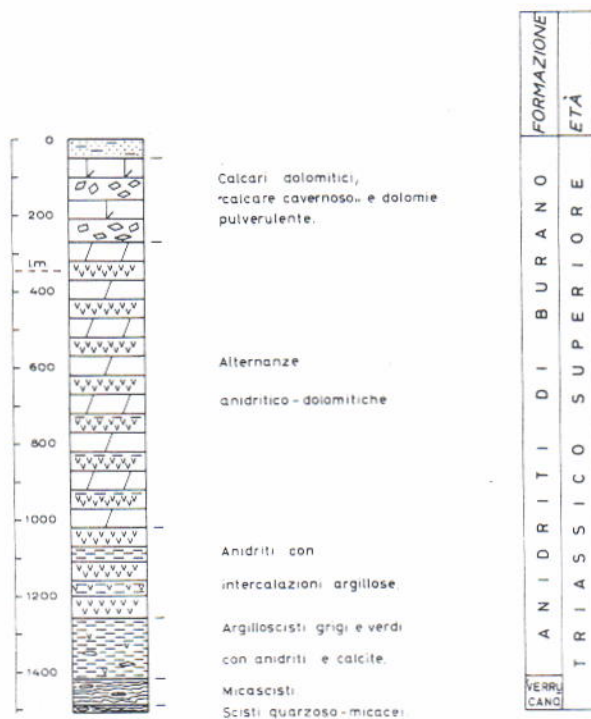 FORMAZIONE
ETÀ
0
Calcari dolomitici,
"calcare cavernoso„ e dolomie
200
pulverulente.
l.m.
400
600
Alternanze
anidritico-dolomitiche
800
1000
Anidriti con
intercalazioni argillose.
1200
Argilloscisti grigi e verdi
con anidriti e calcite.
1400
Micascisti
Scisti quarzoso-micacei
ANIDRITI DI BURANO
TRIASSICO SUPERIORE
VERRU
CANO